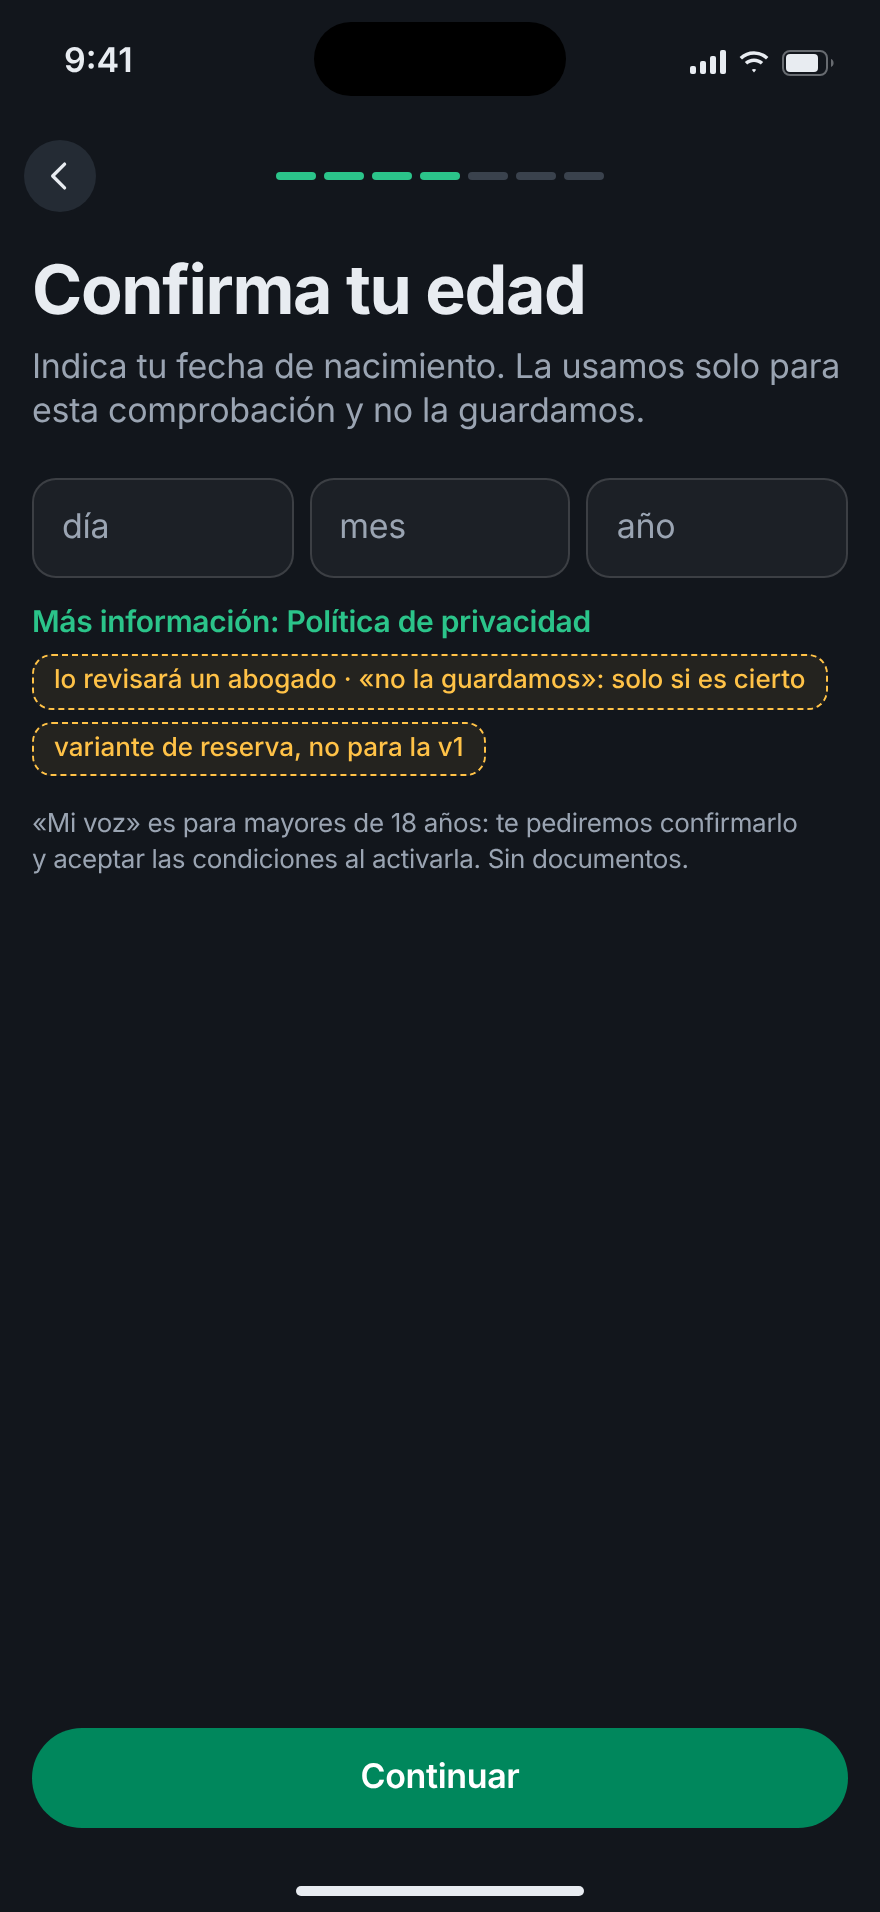 9:41
Confirma tu edad
Indica tu fecha de nacimiento. La usamos solo para
esta comprobación y no la guardamos.
día
mes
año
Más información: Política de privacidad
lo revisará un abogado · «no la guardamos»: solo si es cierto
variante de reserva, no para la v1
«Mi voz» es para mayores de 18 años: te pediremos confirmarlo
y aceptar las condiciones al activarla. Sin documentos.
Continuar